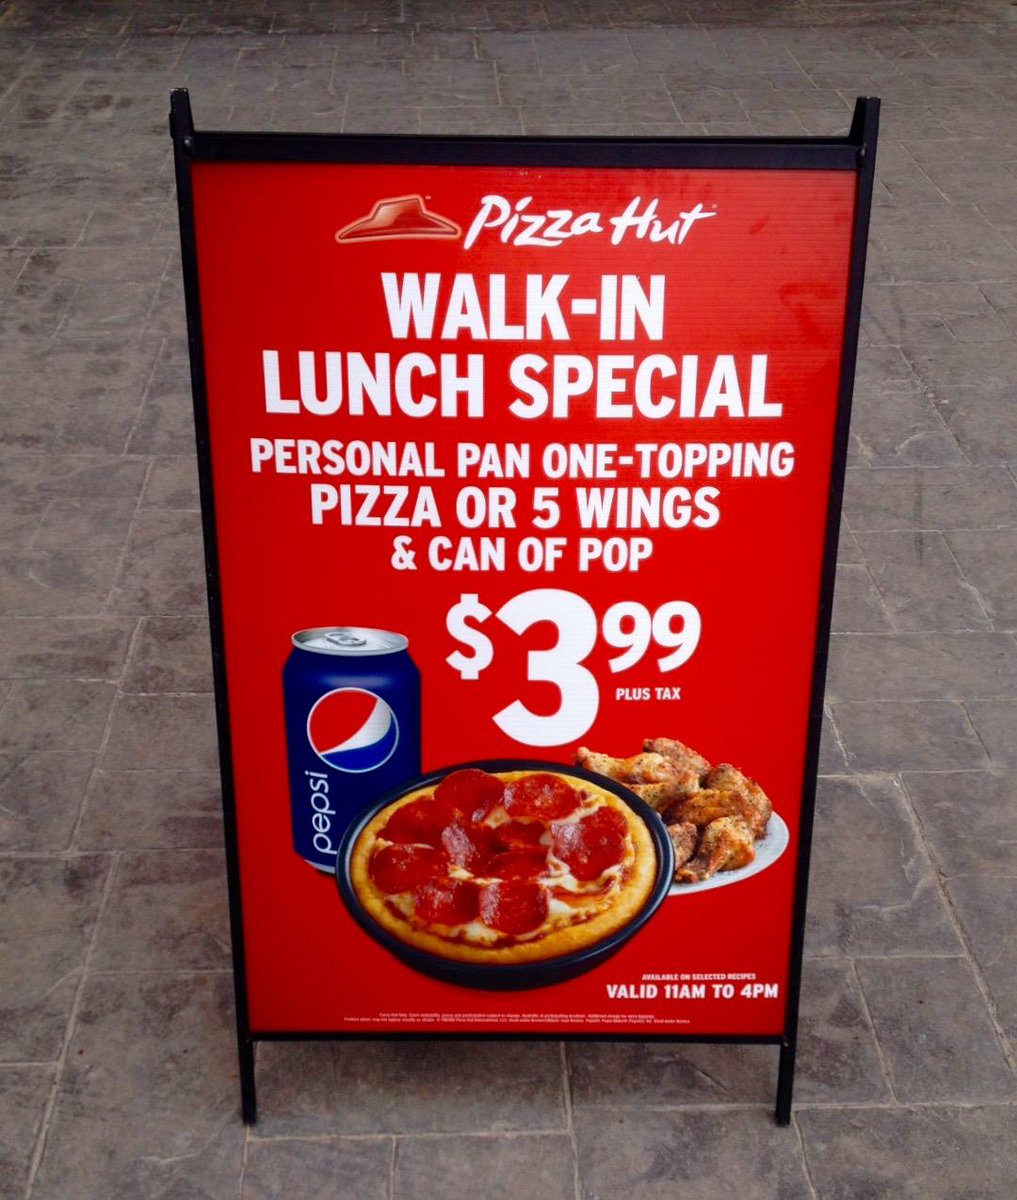 Pizza Hut
WALK-IN
LUNCH SPECIAL
PERSONAL PAN ONE-TOPPING
PIZZA OR 5 WINGS
& CAN OF POP
$3.99
PLUS TAX
pepsi
AVAILABLE ON SELECTED RECIPES
VALID 11AM TO 4PM